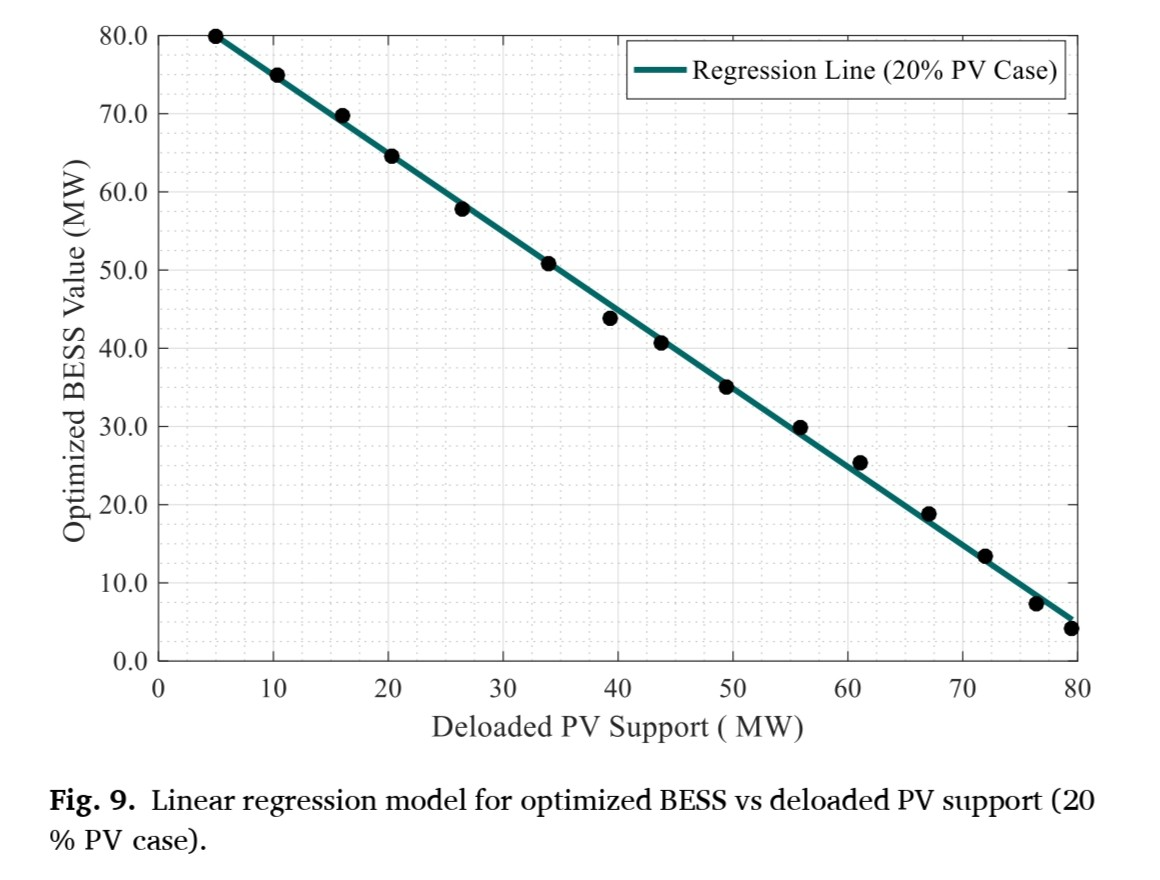 80.0
70.0
60.0
50.0
40.0
30.0
20.0
10.0
0.0
Optimized BESS Value (MW)
Regression Line (20% PV Case)
0 10 20 30 40 50 60 70 80
Deloaded PV Support ( MW)
Fig. 9. Linear regression model for optimized BESS vs deloaded PV support (20
% PV case).